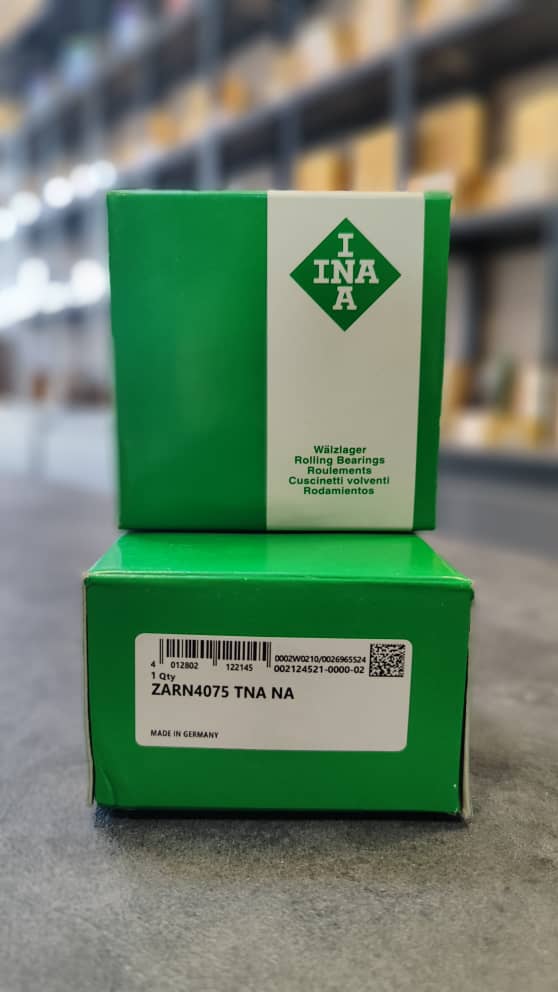 I
INA
A
Wälzlager
Rolling Bearings
Roulements
Cuscinetti volventi
Rodamientos
4 012802 122145
0002W0210/0026965524
002124521-0000-02
1 Qty
ZARN4075 TNA NA
MADE IN GERMANY